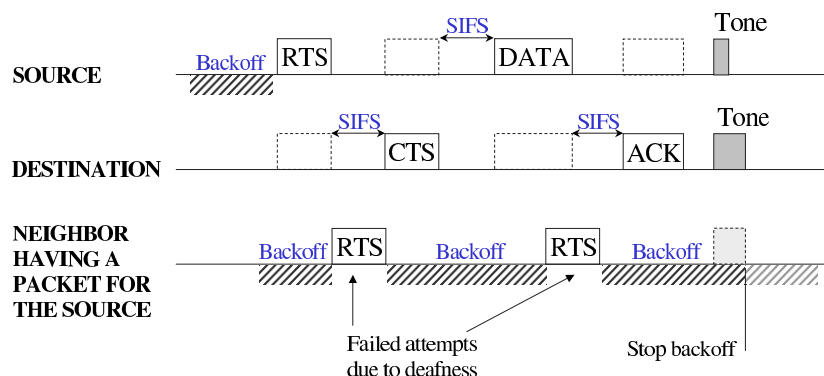 Tone
SIFS
Backoff
RTS
DATA
SOURCE
Tone
SIFS
SIFS
CTS
ACK
DESTINATION
NEIGHBOR
HAVING A
PACKET FOR
THE SOURCE
Backoff
RTS
Backoff
RTS
Backoff
Failed attempts
due to deafness
Stop backoff